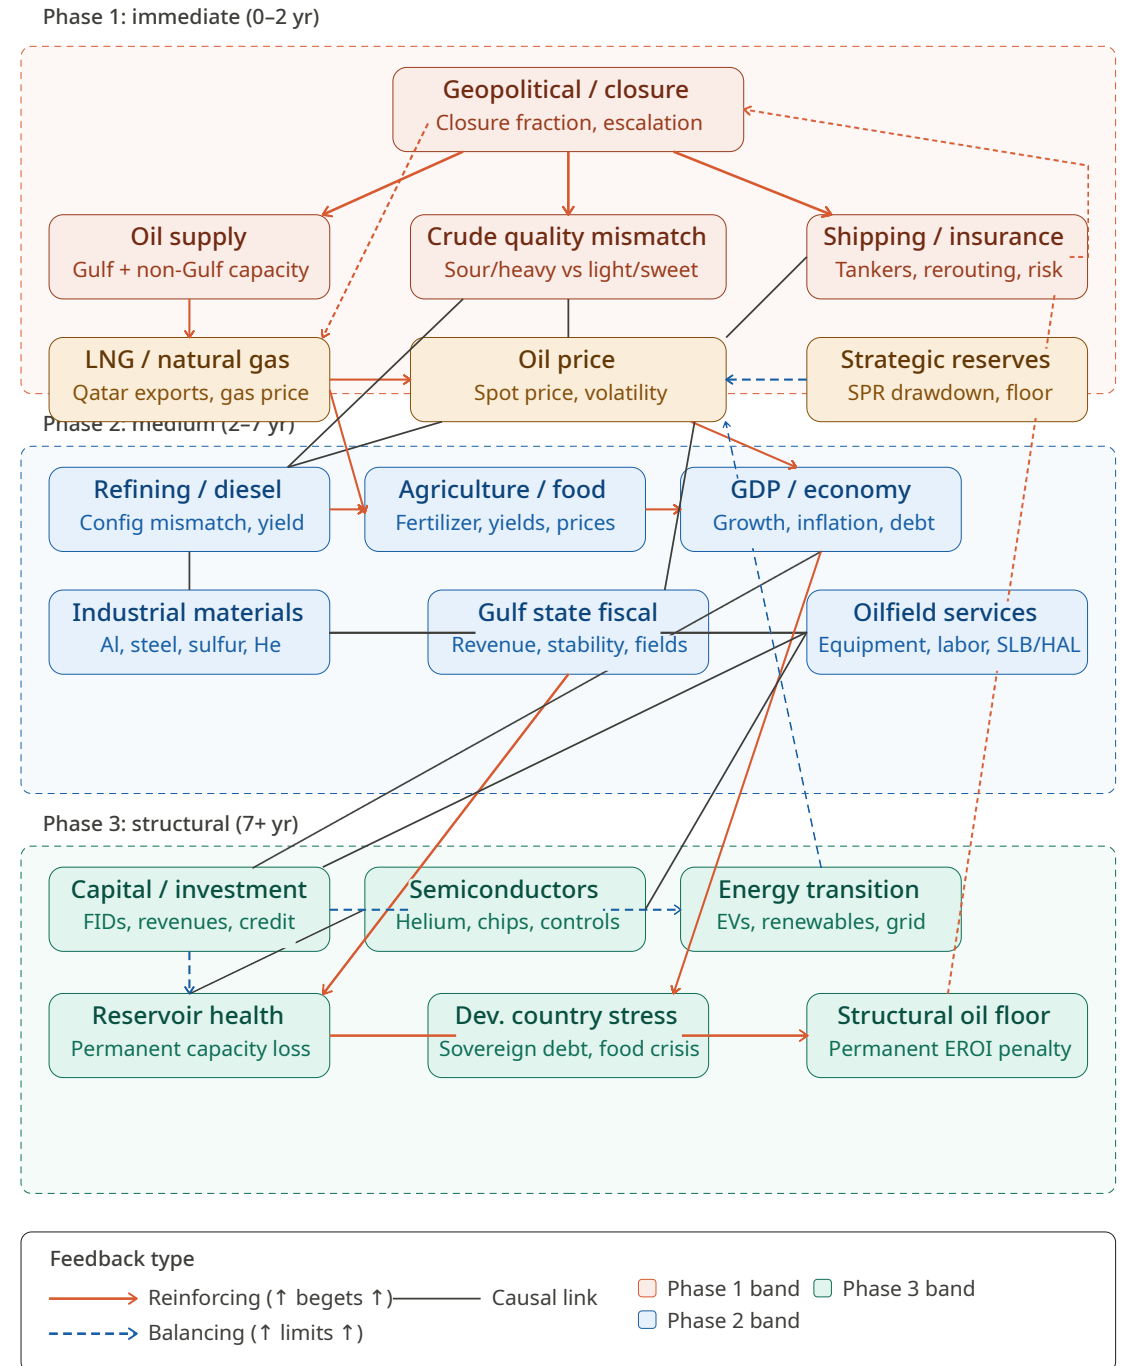 Phase 1: immediate (0–2 yr)
Geopolitical / closure
Closure fraction, escalation
Oil supply
Gulf + non-Gulf capacity
Crude quality mismatch
Sour/heavy vs light/sweet
Shipping / insurance
Tankers, rerouting, risk
LNG / natural gas
Qatar exports, gas price
Oil price
Spot price, volatility
Strategic reserves
SPR drawdown, floor
Phase 2: medium (2–7 yr)
Refining / diesel
Config mismatch, yield
Agriculture / food
Fertilizer, yields, prices
GDP / economy
Growth, inflation, debt
Industrial materials
Al, steel, sulfur, He
Gulf state fiscal
Revenue, stability, fields
Oilfield services
Equipment, labor, SLB/HAL
Phase 3: structural (7+ yr)
Capital / investment
FIDs, revenues, credit
Semiconductors
Helium, chips, controls
Energy transition
EVs, renewables, grid
Reservoir health
Permanent capacity loss
Dev. country stress
Sovereign debt, food crisis
Structural oil floor
Permanent EROI penalty
Feedback type
Reinforcing (↑ begets ↑)
Causal link
Balancing (↑ limits ↑)
Phase 1 band
Phase 3 band
Phase 2 band